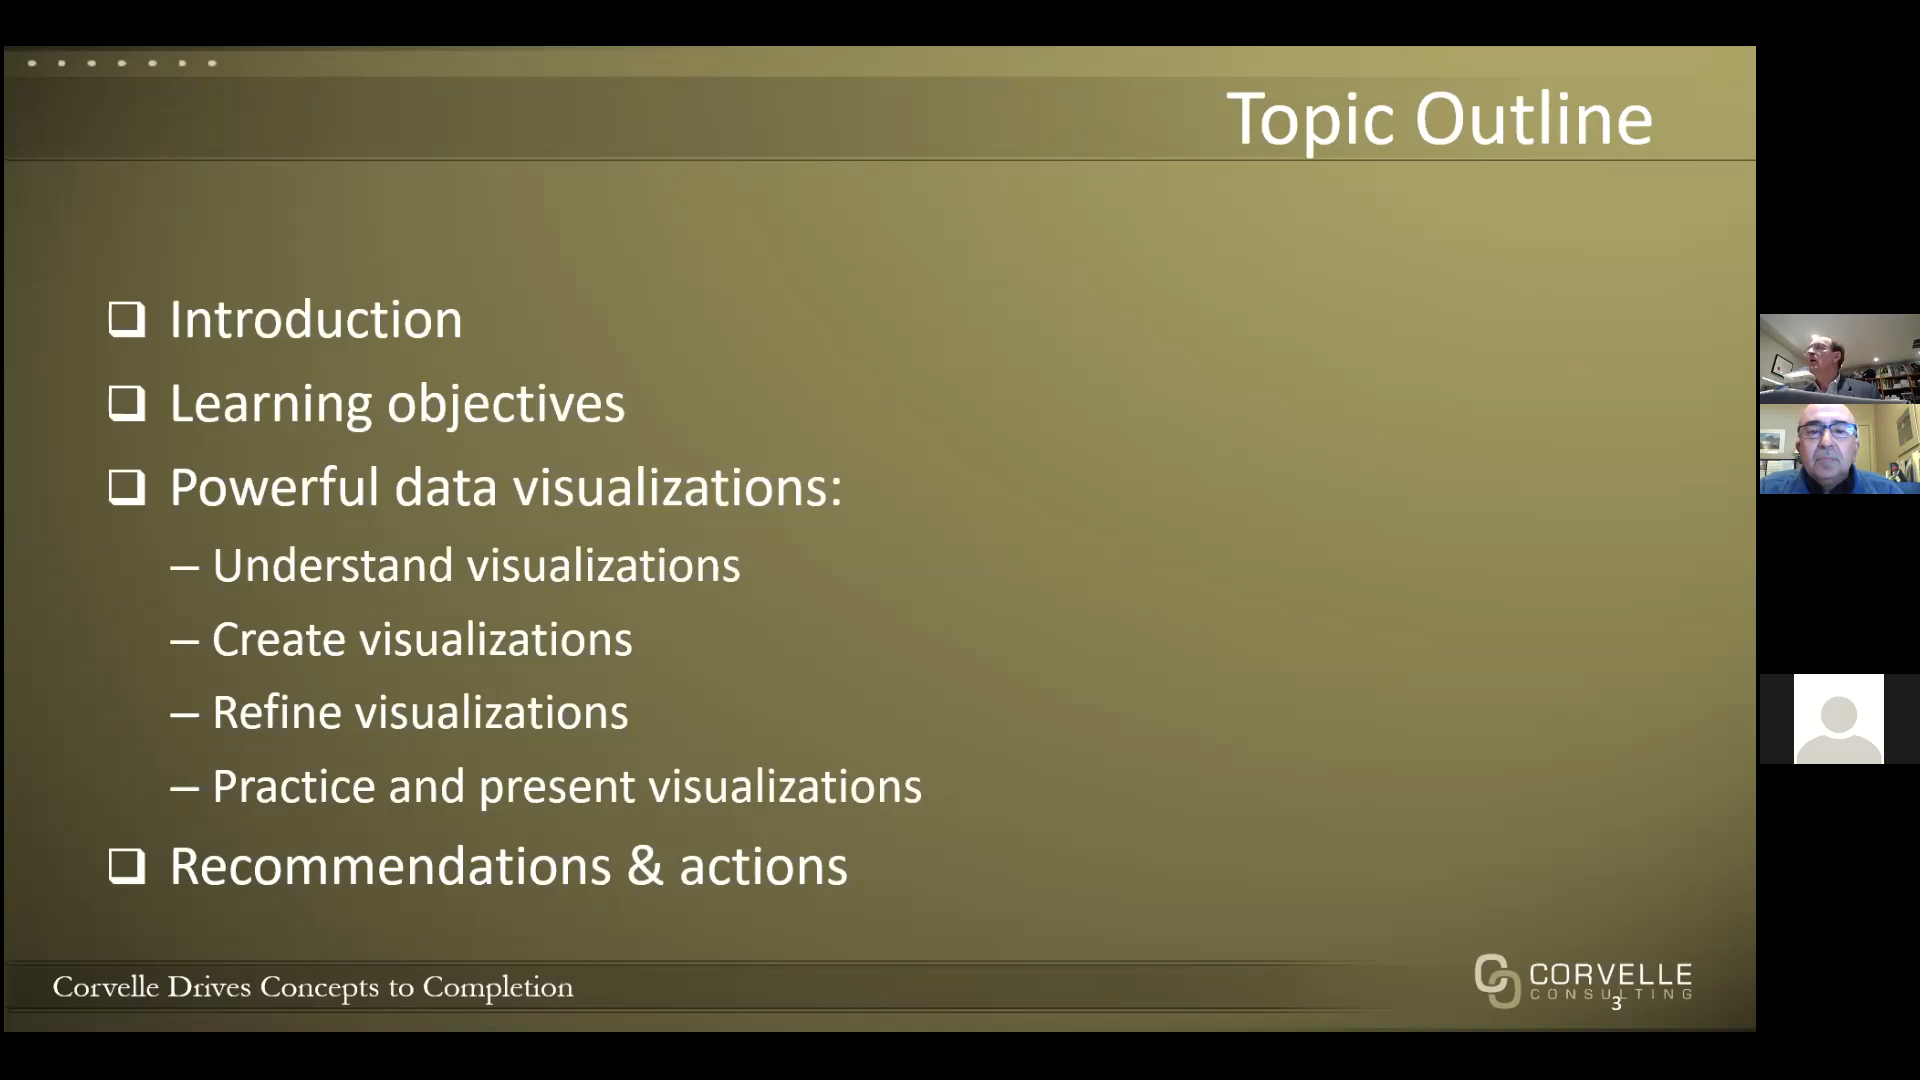 Topic Outline
❑ Introduction
❑ Learning objectives
❑ Powerful data visualizations:
– Understand visualizations
– Create visualizations
– Refine visualizations
– Practice and present visualizations
❑ Recommendations & actions
Corvelle Drives Concepts to Completion
CORVELLE
CONSULTING
3